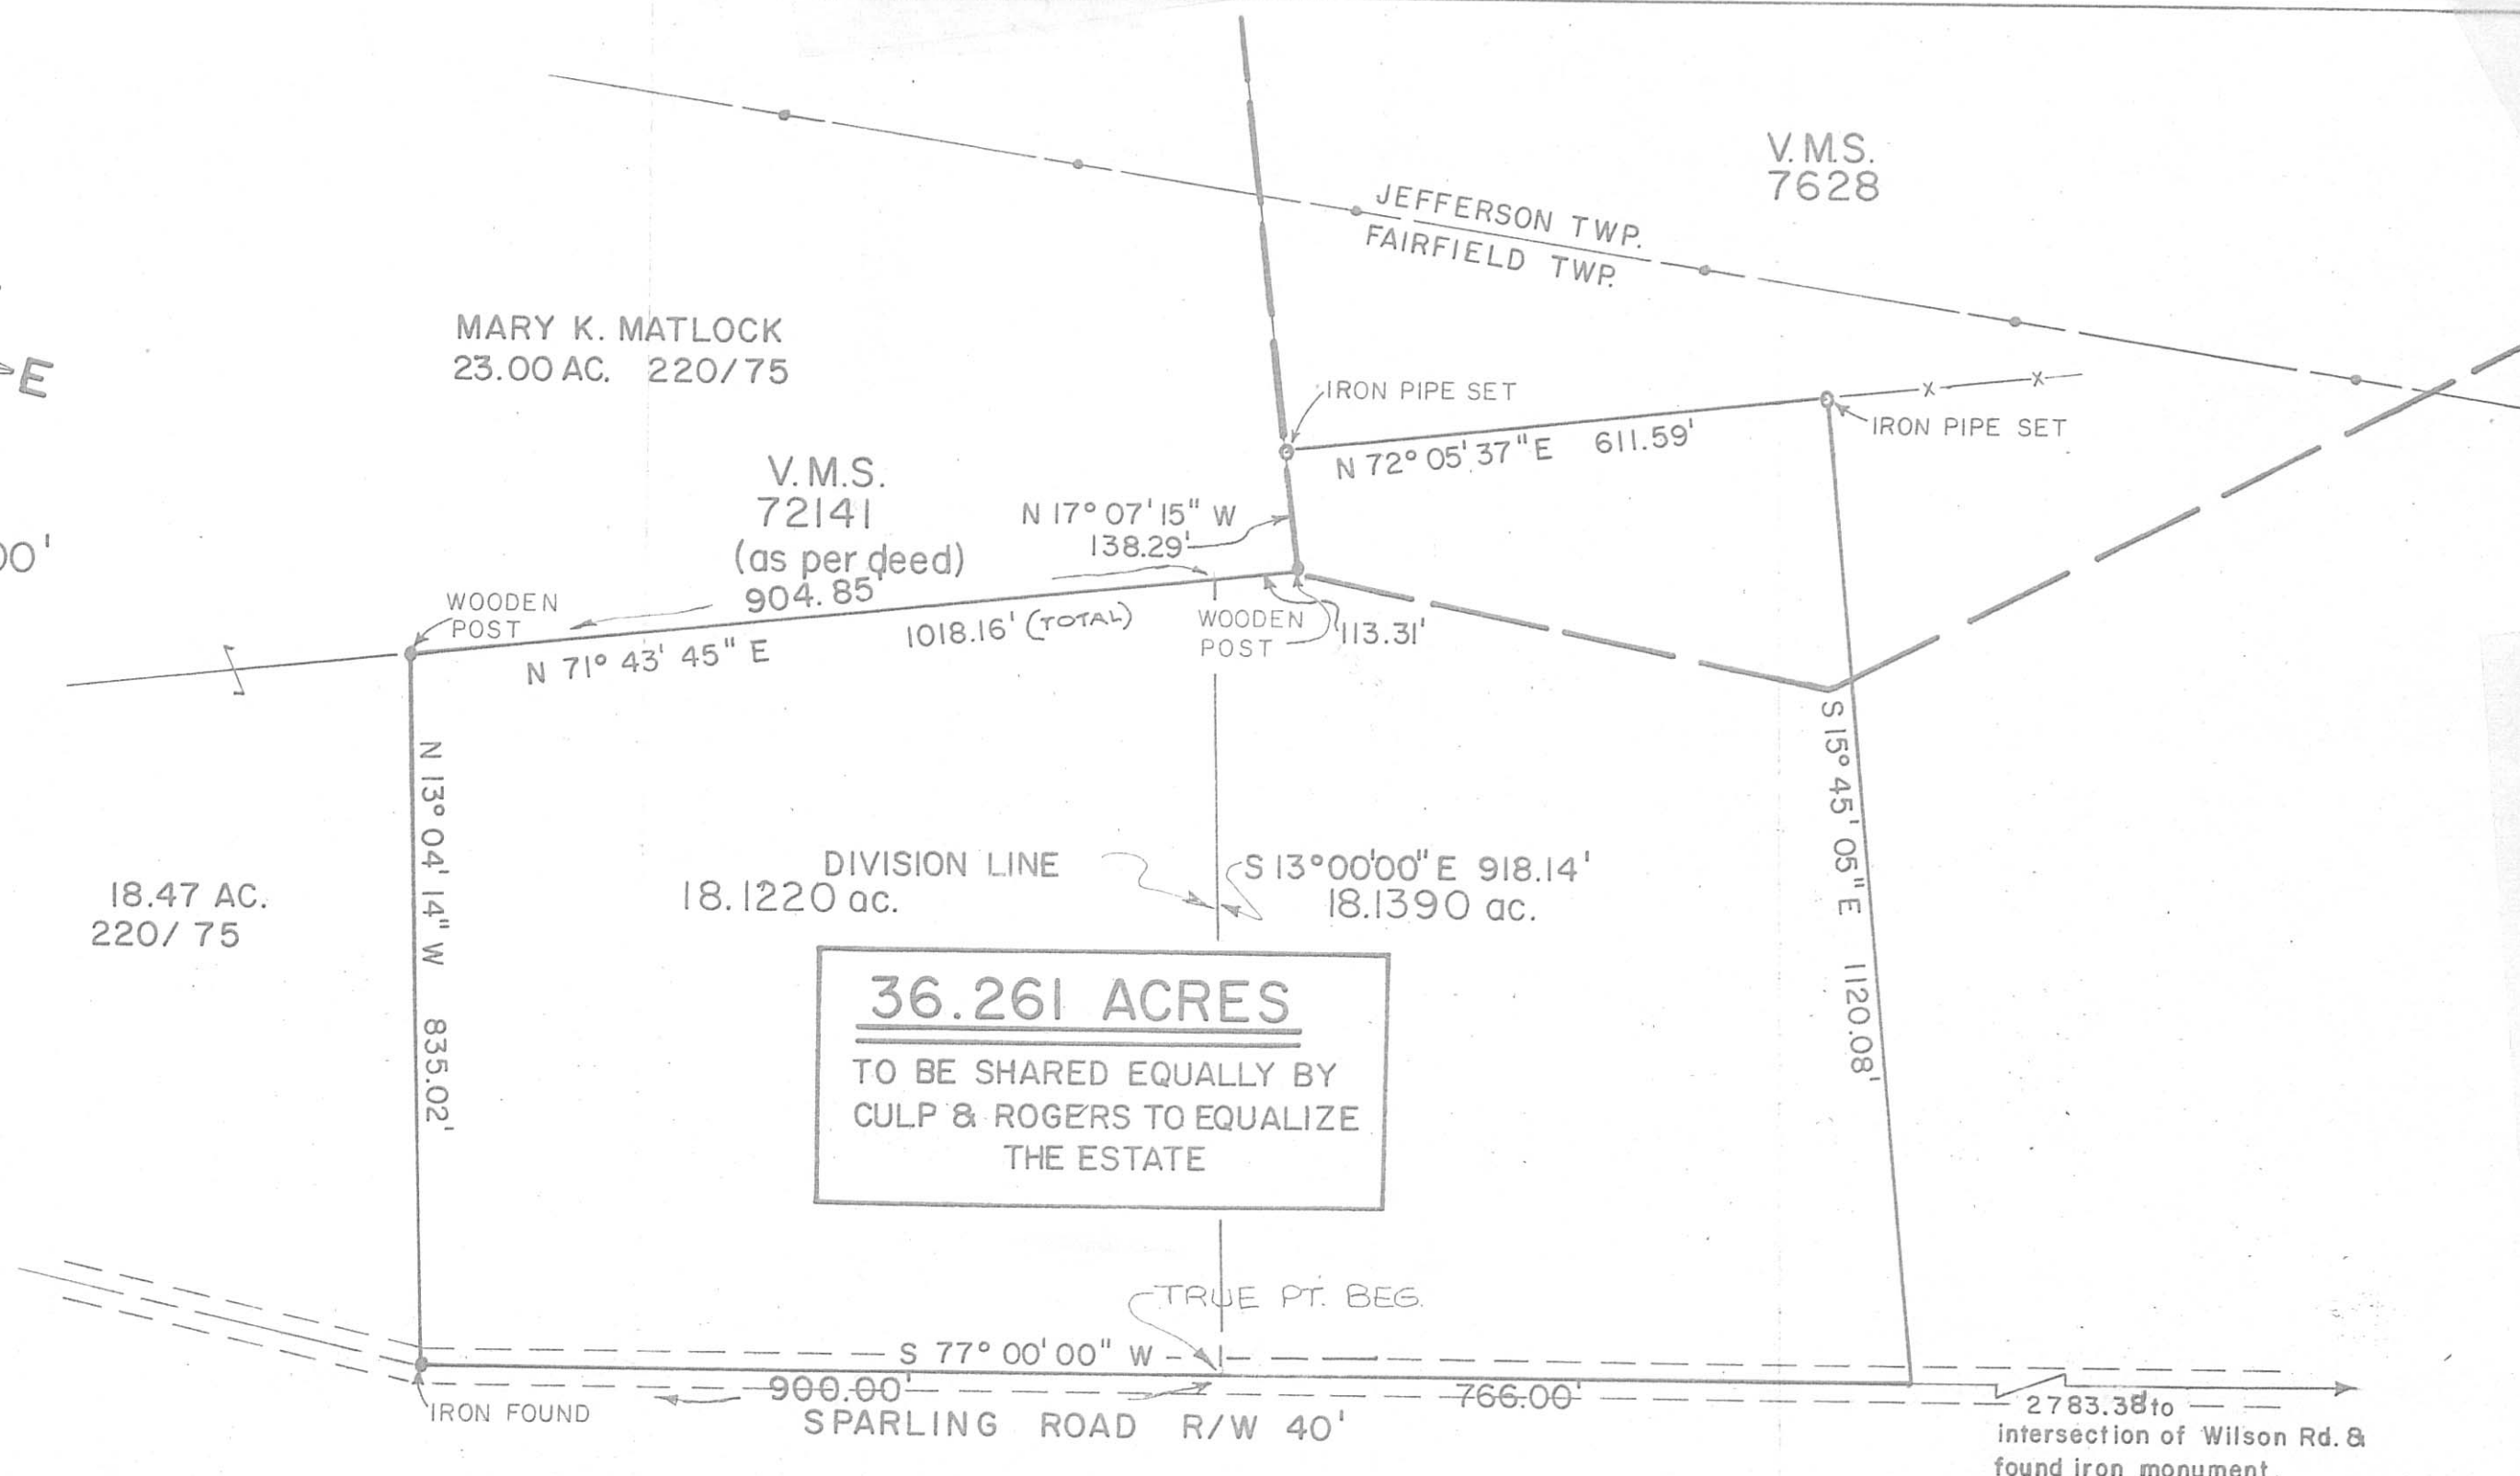 V.M.S.
7628
JEFFERSON TWP.
FAIRFIELD TWP.
MARY K. MATLOCK
23.00 AC. 220/75
E
IRON PIPE SET
IRON PIPE SET
N 72° 05' 37" E 611.59'
V.M.S.
72141
(as per deed)
904.85'
N 17° 07' 15" W
138.29'
00'
WOODEN
POST
1018.16' (TOTAL)
WOODEN
POST
113.31'
N 71° 43' 45" E
N 13° 04' 14" W 835.02'
S 15° 45' 05" E 1120.08'
DIVISION LINE
S 13°00'00" E 918.14'
18.1220 ac.
18.1390 ac.
18.47 AC.
220/75
36.261 ACRES
TO BE SHARED EQUALLY BY
CULP & ROGERS TO EQUALIZE
THE ESTATE
TRUE PT. BEG.
S 77° 00' 00" W
900.00'
766.00'
IRON FOUND
SPARLING ROAD R/W 40'
2783.38' to
intersection of Wilson Rd. &
found iron monument